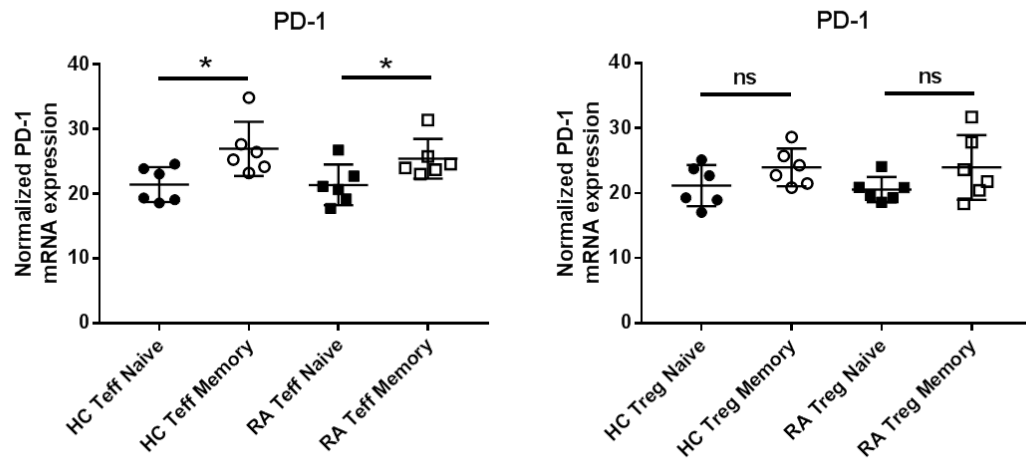 PD-1
Normalized PD-1
mRNA expression
40
30
20
10
0
*
*
HC Teff Naive
HC Teff Memory
RA Teff Naive
RA Teff Memory
PD-1
Normalized PD-1
mRNA expression
40
30
20
10
0
ns
ns
HC Treg Naive
HC Treg Memory
RA Treg Naive
RA Treg Memory